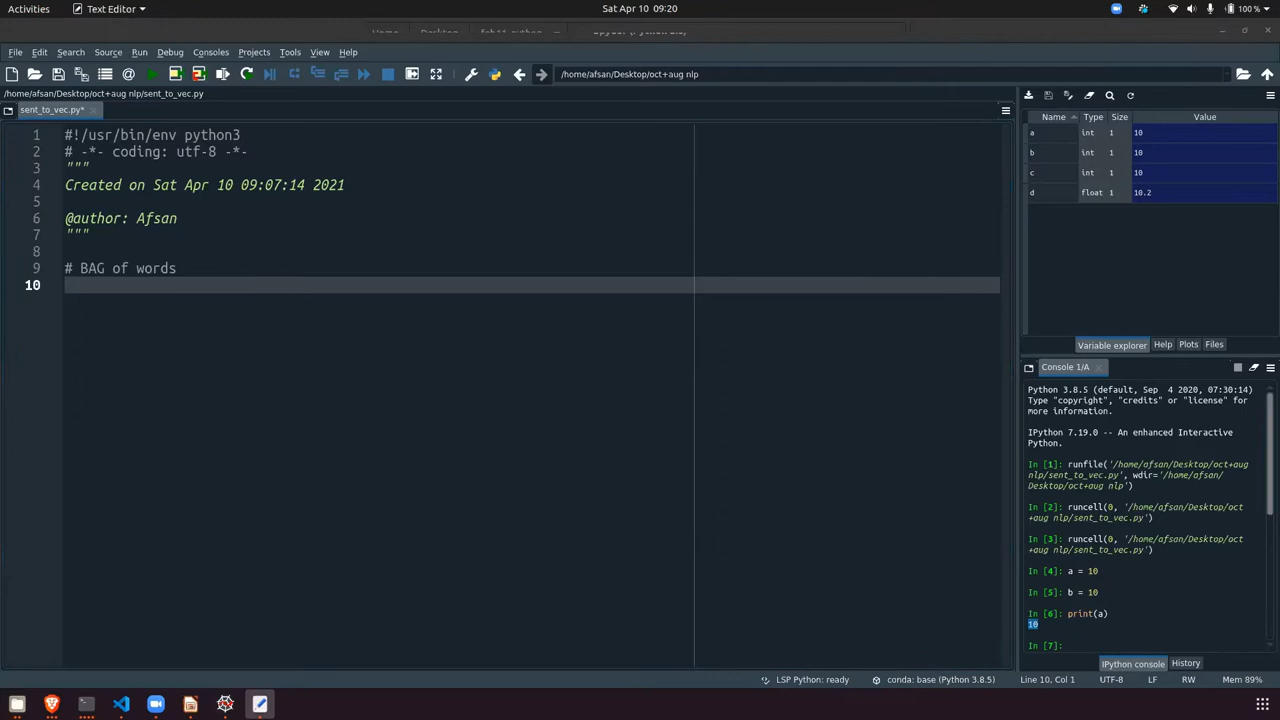 Activities
Text Editor
Sat Apr 10 09:20
100 %
File Edit Search Source Run Debug Consoles Projects Tools View Help
/home/afsan/Desktop/oct+aug nlp
/home/afsan/Desktop/oct+aug nlp/sent_to_vec.py
sent_to_vec.py*
1 #!/usr/bin/env python3
2 # -*- coding: utf-8 -*-
3 """
4 Created on Sat Apr 10 09:07:14 2021
5
6 @author: Afsan
7 """
8
9 # BAG of words
10
Name Type Size Value
a int 1 10
b int 1 10
c int 1 10
d float 1 10.2
Variable explorer Help Plots Files
Console 1/A
Python 3.8.5 (default, Sep 4 2020, 07:30:14)
Type "copyright", "credits" or "license" for
more information.
IPython 7.19.0 -- An enhanced Interactive
Python.
In [1]: runfile('/home/afsan/Desktop/oct+aug
nlp/sent_to_vec.py', wdir='/home/afsan/
Desktop/oct+aug nlp')
In [2]: runcell(0, '/home/afsan/Desktop/oct
+aug nlp/sent_to_vec.py')
In [3]: runcell(0, '/home/afsan/Desktop/oct
+aug nlp/sent_to_vec.py')
In [4]: a = 10
In [5]: b = 10
In [6]: print(a)
10
In [7]:
IPython console History
LSP Python: ready
conda: base (Python 3.8.5)
Line 10, Col 1
UTF-8
LF
RW
Mem 89%